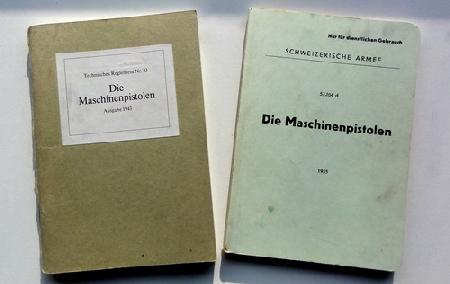 Technisches Reglement Nr. 10
Die
Maschinenpistolen
Ausgabe 1943
Nur für dienstlichen Gebrauch
SCHWEIZERISCHE ARMEE
Die Maschinenpistolen